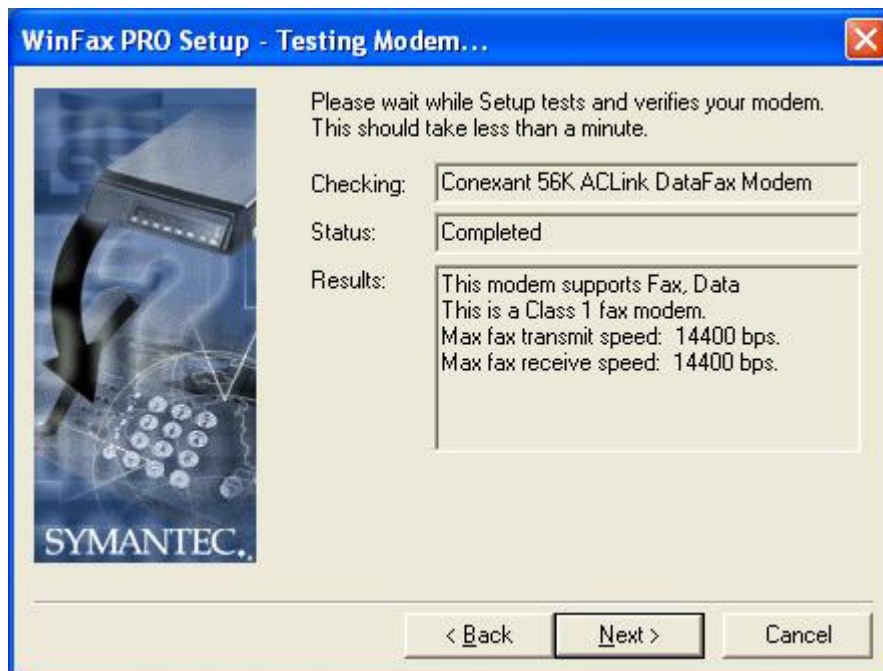 WinFax PRO Setup - Testing Modem...
Please wait while Setup tests and verifies your modem.
This should take less than a minute.
Checking: Conexant 56K ACLink DataFax Modem
Status: Completed
Results: This modem supports Fax, Data
This is a Class 1 fax modem.
Max fax transmit speed: 14400 bps.
Max fax receive speed: 14400 bps.
SYMANTEC.
< Back Next > Cancel